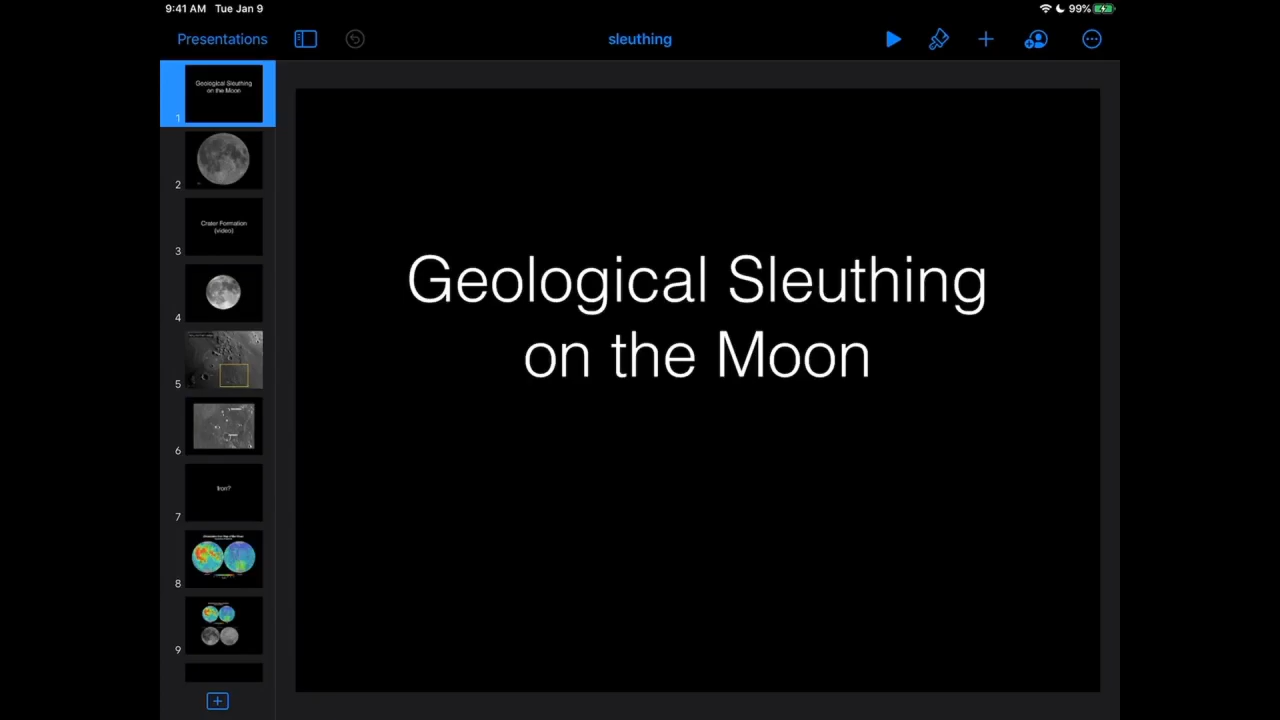 9:41 AM Tue Jan 9
99%
Presentations
sleuthing
Geological Sleuthing
on the Moon
1
2
Crater Formation
(video)
3
4
5
6
Iron?
7
8
9
Geological Sleuthing
on the Moon